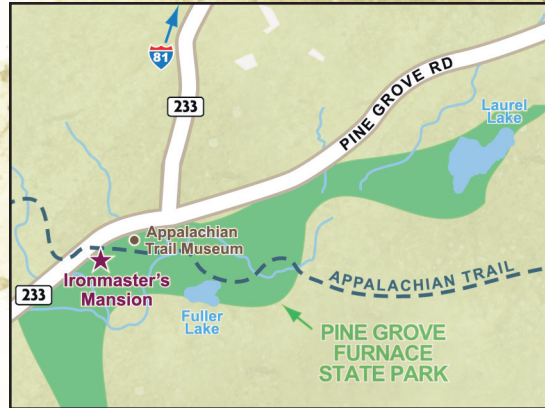 81
233
PINE GROVE RD
Laurel
Lake
Appalachian
Trail Museum
Ironmaster's
Mansion
APPALACHIAN TRAIL
233
Fuller
Lake
PINE GROVE
FURNACE
STATE PARK